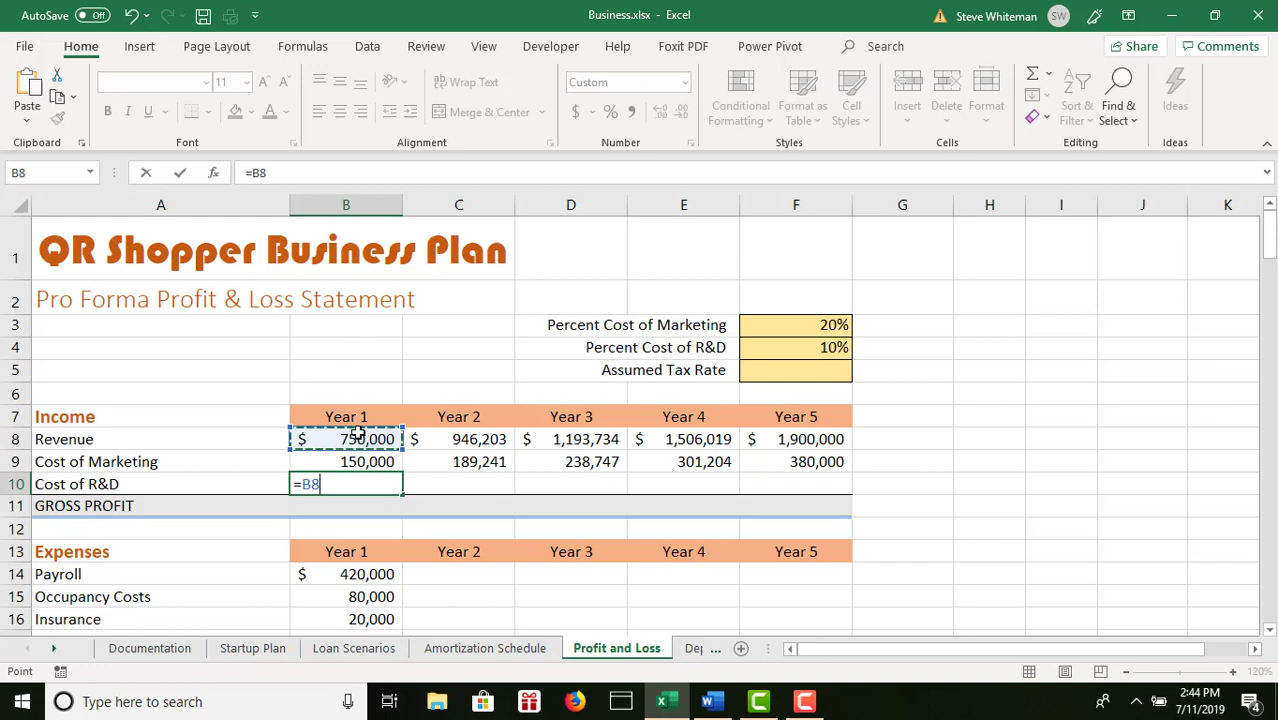 AutoSave Off Business.xlsx - Excel Steve Whiteman SW
File Home Insert Page Layout Formulas Data Review View Developer Help Foxit PDF Power Pivot Search Share Comments
Paste 11 Wrap Text Custom Conditional Formatting Format as Table Cell Styles Insert Delete Format Sort & Filter Find & Select Ideas
B I U Merge & Center $ % ,
Clipboard Font Alignment Number Styles Cells Editing Ideas
B8 fx =B8
A B C D E F G H I J K
1 QR Shopper Business Plan
2 Pro Forma Profit & Loss Statement
3 Percent Cost of Marketing 20%
4 Percent Cost of R&D 10%
5 Assumed Tax Rate
6
7 Income Year 1 Year 2 Year 3 Year 4 Year 5
8 Revenue $ 750,000 $ 946,203 $ 1,193,734 $ 1,506,019 $ 1,900,000
9 Cost of Marketing 150,000 189,241 238,747 301,204 380,000
10 Cost of R&D =B8
11 GROSS PROFIT
12
13 Expenses Year 1 Year 2 Year 3 Year 4 Year 5
14 Payroll $ 420,000
15 Occupancy Costs 80,000
16 Insurance 20,000
Documentation Startup Plan Loan Scenarios Amortization Schedule Profit and Loss De ...
Point 120%
Type here to search 2:44 PM
7/11/2019 4